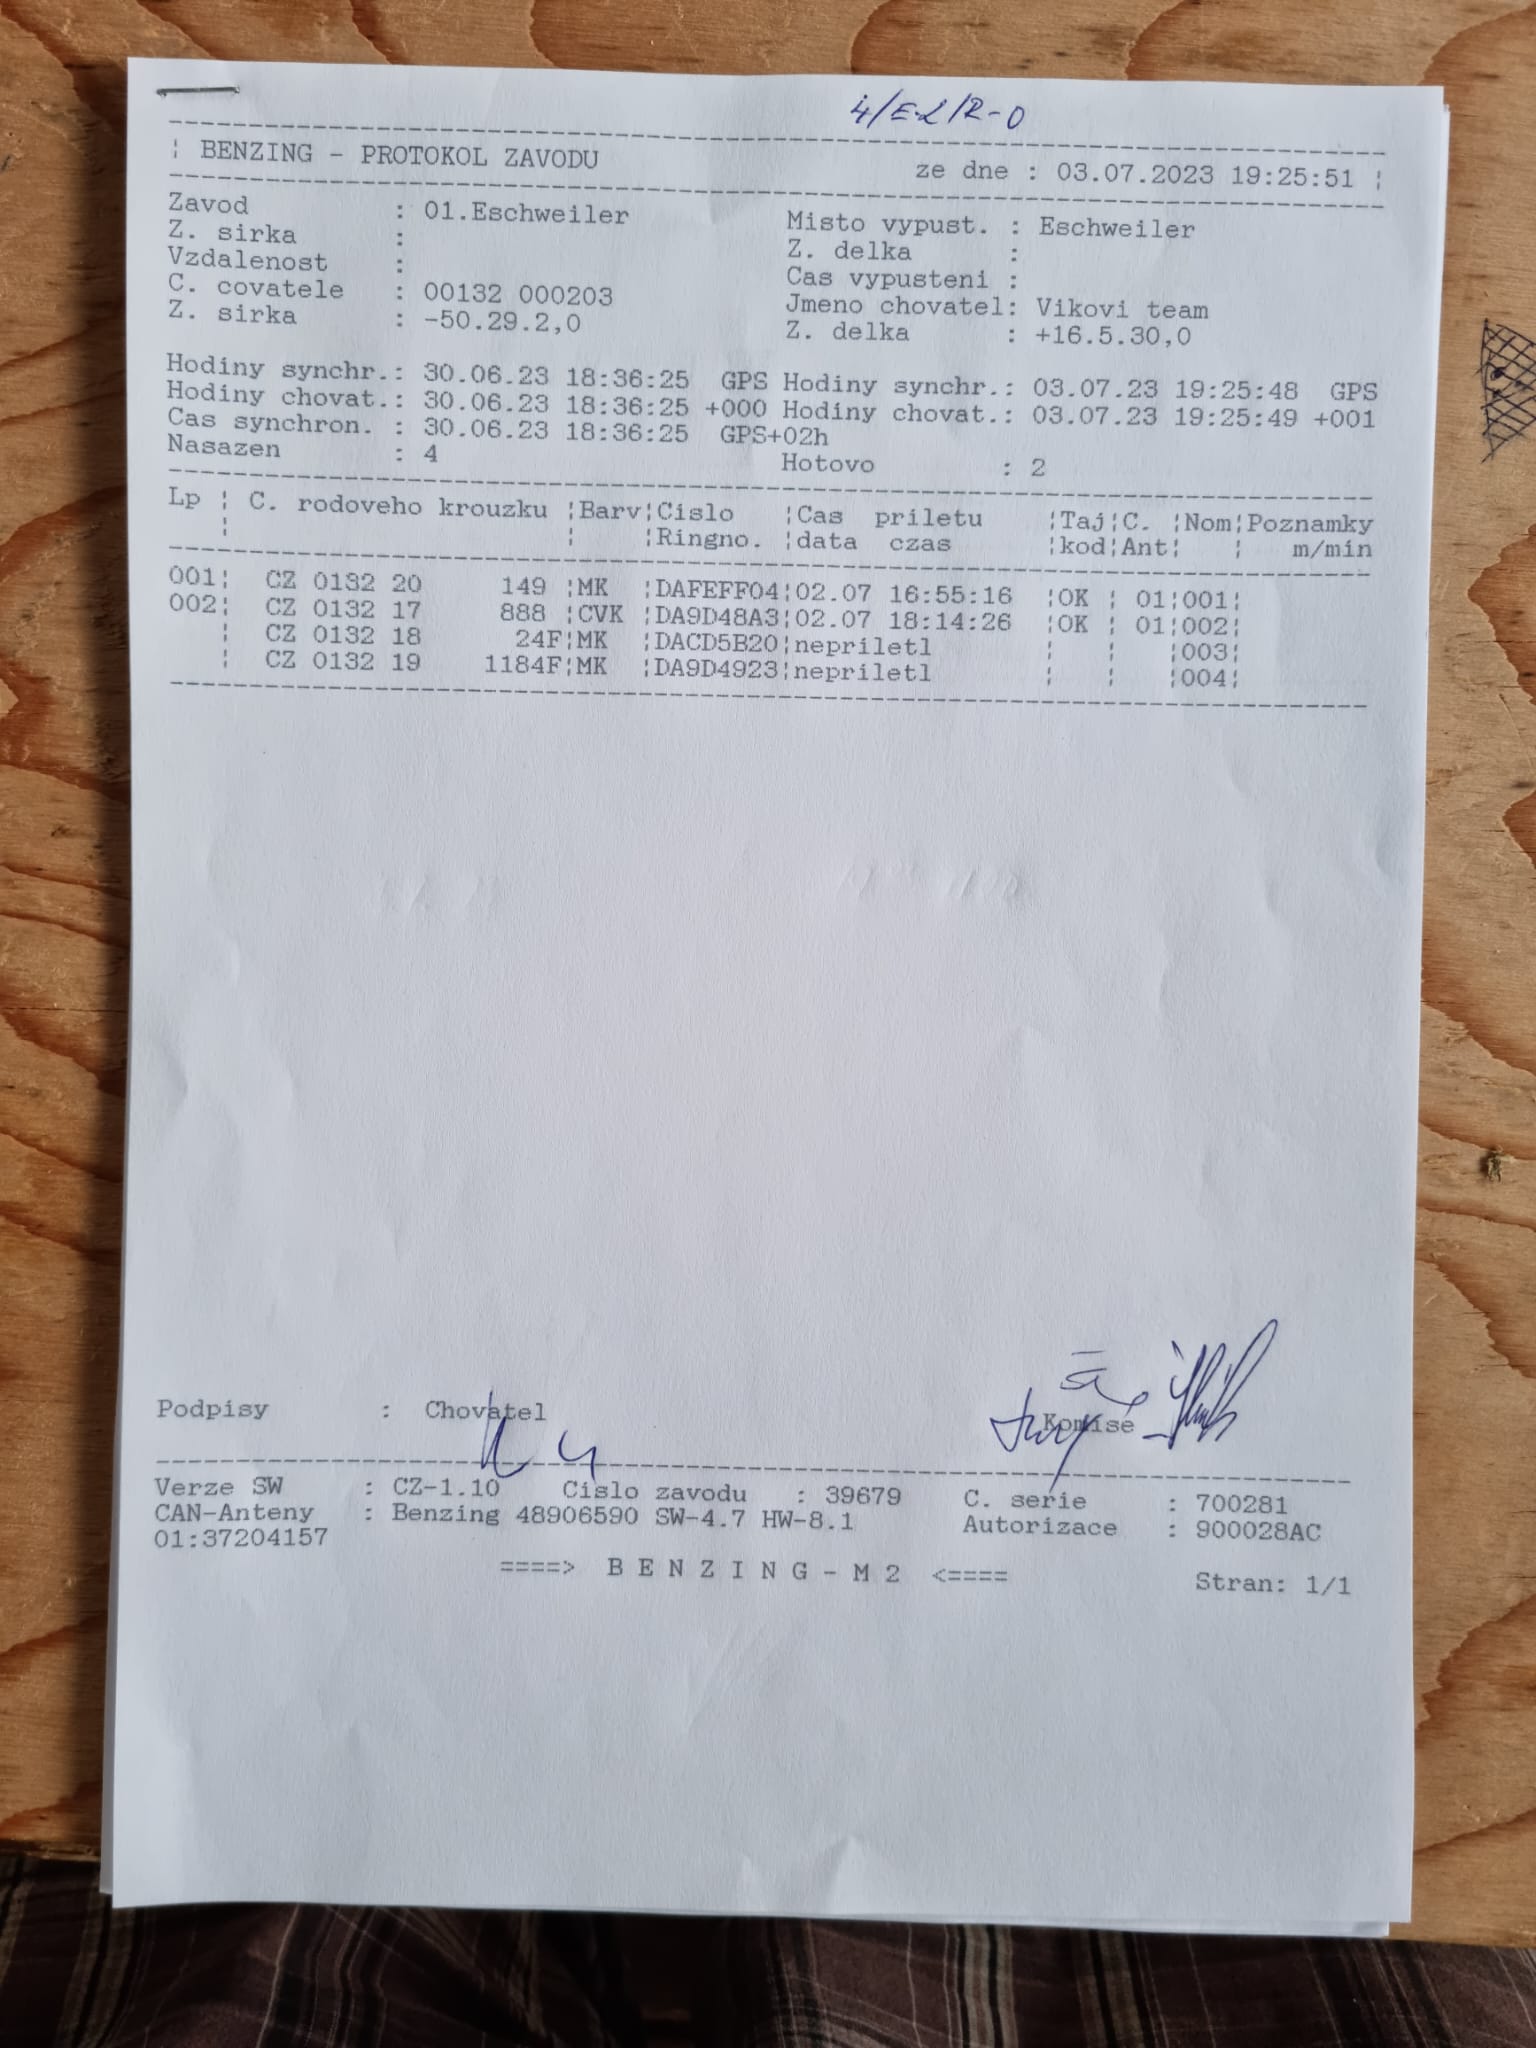 4/E-2/R-0
BENZING - PROTOKOL ZAVODU ze dne : 03.07.2023 19:25:51
Zavod : 01.Eschweiler Misto vypust. : Eschweiler
Z. sirka : Z. delka :
Vzdalenost : Cas vypusteni :
C. covatele : 00132 000203 Jmeno chovatel: Vikovi team
Z. sirka : -50.29.2,0 Z. delka : +16.5.30,0
Hodiny synchr.: 30.06.23 18:36:25 GPS Hodiny synchr.: 03.07.23 19:25:48 GPS
Hodiny chovat.: 30.06.23 18:36:25 +000 Hodiny chovat.: 03.07.23 19:25:49 +001
Cas synchron. : 30.06.23 18:36:25 GPS+02h
Nasazen : 4 Hotovo : 2
Lp ¦ C. rodoveho krouzku ¦Barv¦Cislo ¦Cas priletu ¦Taj¦C. ¦Nom¦Poznamky
¦ ¦ ¦Ringno. ¦data czas ¦kod¦Ant¦ ¦ m/min
001¦ CZ 0132 20 149 ¦MK ¦DAFEFF04¦02.07 16:55:16 ¦OK ¦ 01¦001¦
002¦ CZ 0132 17 888 ¦CVK ¦DA9D48A3¦02.07 18:14:26 ¦OK ¦ 01¦002¦
¦ CZ 0132 18 24F¦MK ¦DACD5B20¦nepriletl ¦ ¦ ¦003¦
¦ CZ 0132 19 1184F¦MK ¦DA9D4923¦nepriletl ¦ ¦ ¦004¦
Podpisy : Chovatel Komise
Verze SW : CZ-1.10 Cislo zavodu : 39679 C. serie : 700281
CAN-Anteny : Benzing 48906590 SW-4.7 HW-8.1 Autorizace : 900028AC
01:37204157
====> B E N Z I N G - M 2 <==== Stran: 1/1